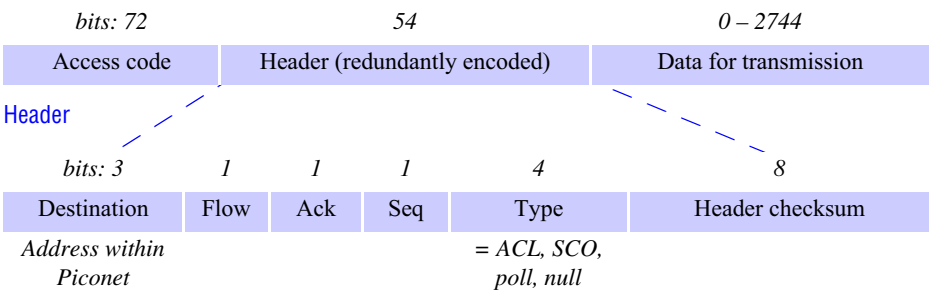 bits: 72 54 0 – 2744
Access code Header (redundantly encoded) Data for transmission
Header
bits: 3 1 1 1 4 8
Destination Flow Ack Seq Type Header checksum
Address within = ACL, SCO,
Piconet poll, null